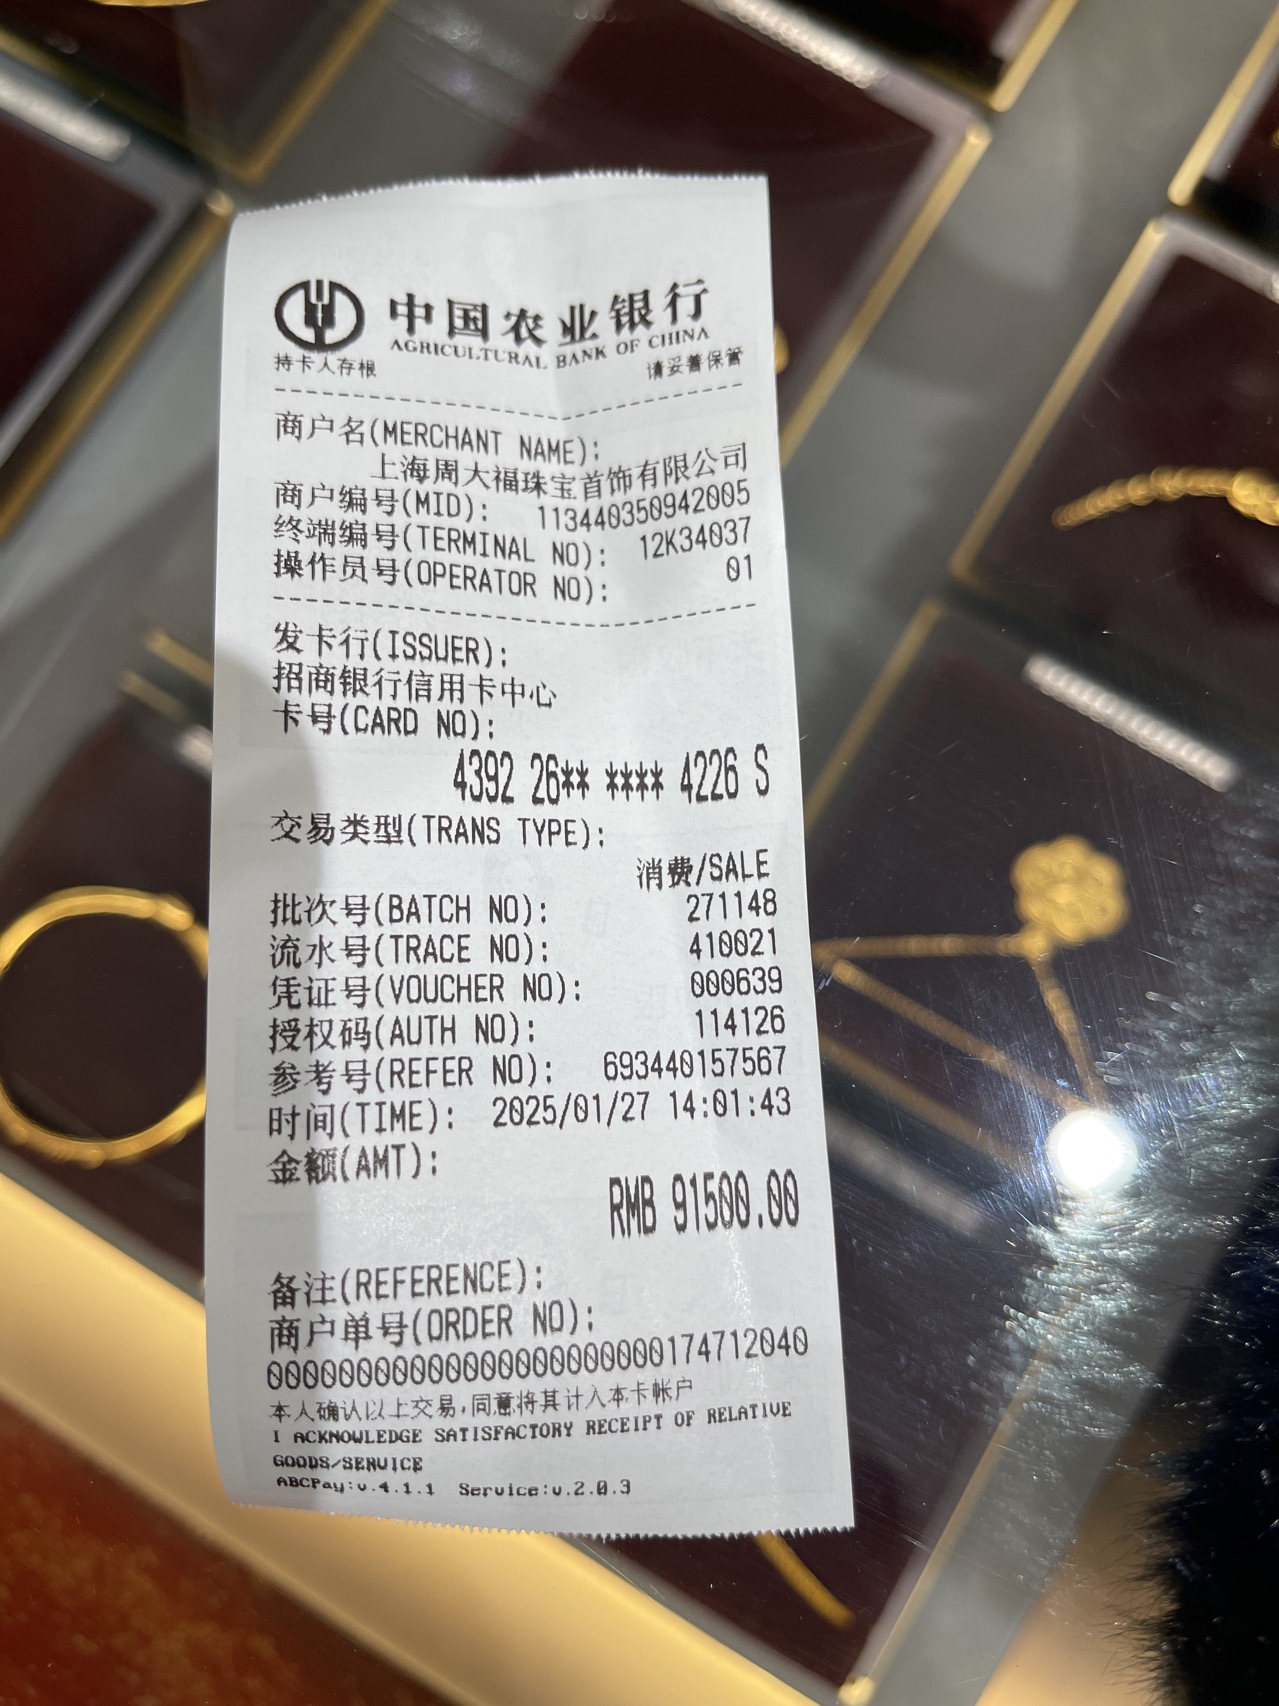 中国农业银行
AGRICULTURAL BANK OF CHINA
持卡人存根 请妥善保管
商户名(MERCHANT NAME):
上海周大福珠宝首饰有限公司
商户编号(MID): 113440350942005
终端编号(TERMINAL NO): 12K34037
操作员号(OPERATOR NO): 01
发卡行(ISSUER):
招商银行信用卡中心
卡号(CARD NO):
4392 26** **** 4226 S
交易类型(TRANS TYPE):
消费/SALE
批次号(BATCH NO): 271148
流水号(TRACE NO): 410021
凭证号(VOUCHER NO): 000639
授权码(AUTH NO): 114126
参考号(REFER NO): 693440157567
时间(TIME): 2025/01/27 14:01:43
金额(AMT):
RMB 91500.00
备注(REFERENCE):
商户单号(ORDER NO):
00000000000000000000000174712040
本人确认以上交易,同意将其计入本卡帐户
I ACKNOWLEDGE SATISFACTORY RECEIPT OF RELATIVE
GOODS/SERVICE
ABCPay:v.4.1.1 Service:v.2.0.3